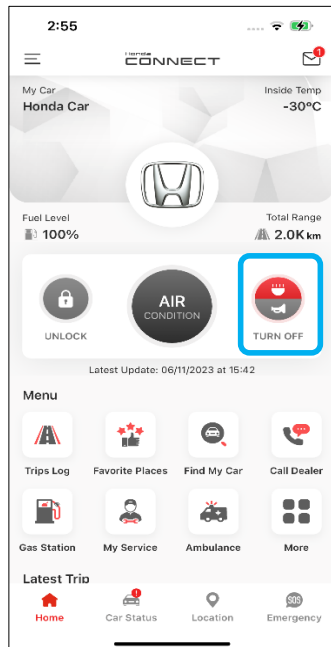 2:55
Honda
CONNECT
My Car
Inside Temp
Honda Car
-30°C
Fuel Level
Total Range
100%
2.0K km
AIR
CONDITION
UNLOCK
TURN OFF
Latest Update: 06/11/2023 at 15:42
Menu
Trips Log
Favorite Places
Find My Car
Call Dealer
Gas Station
My Service
Ambulance
More
Latest Trip
SOS
Home
Car Status
Location
Emergency